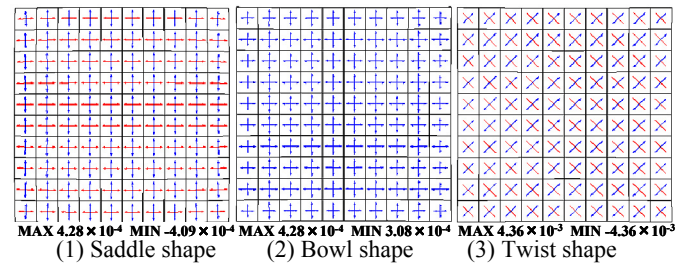 MAX 4.28×10⁻⁴ MIN -4.09×10⁻⁴ MAX 4.28×10⁻⁴ MIN 3.08×10⁻⁴ MAX 4.36×10⁻³ MIN -4.36×10⁻³
(1) Saddle shape (2) Bowl shape (3) Twist shape